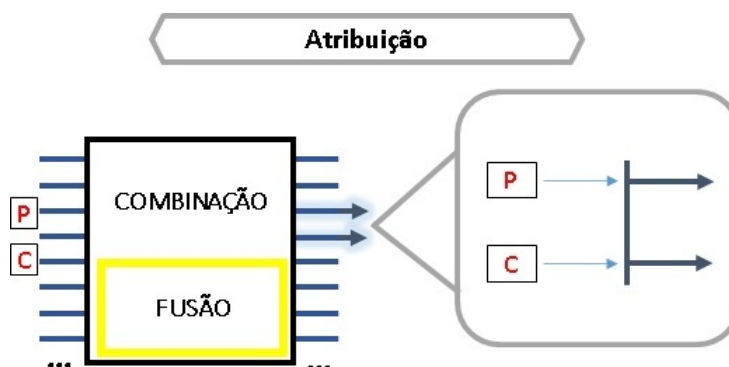 Atribuição
COMBINAÇÃO
P
P
C
C
FUSÃO
...
...